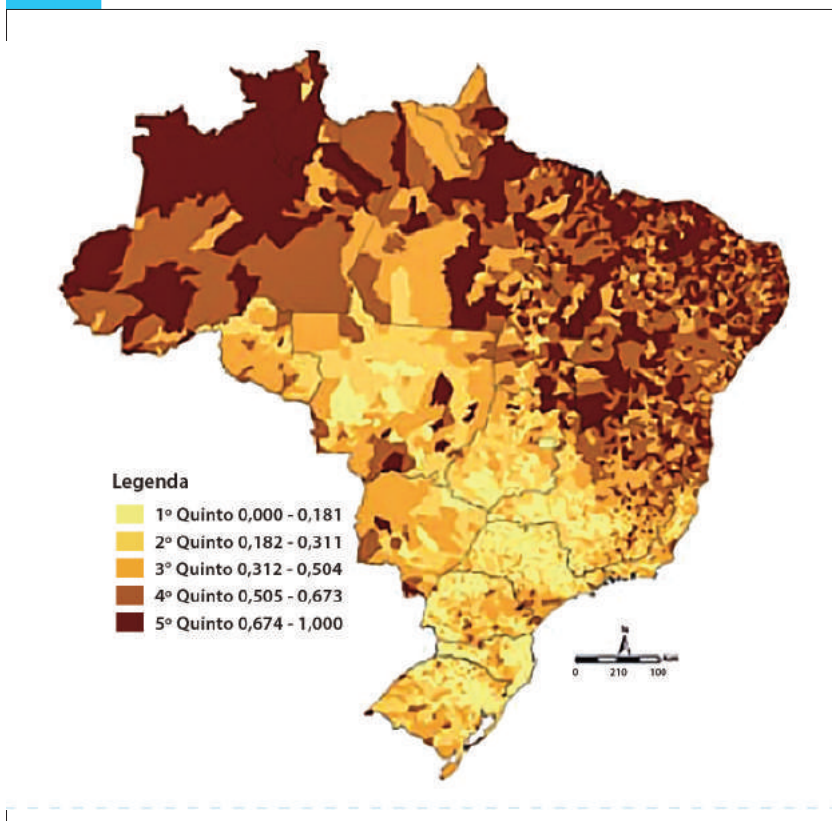 Legenda
1º Quinto 0,000 - 0,181
2º Quinto 0,182 - 0,311
3º Quinto 0,312 - 0,504
4º Quinto 0,505 - 0,673
5º Quinto 0,674 - 1,000
N
0 210 100